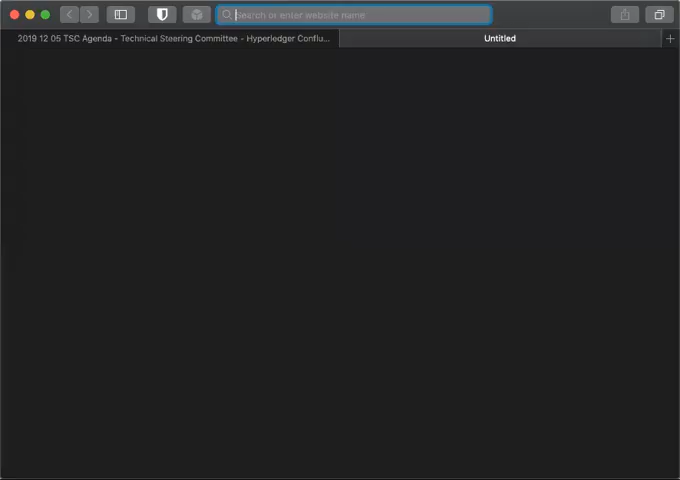 Search or enter website name
2019 12 05 TSC Agenda - Technical Steering Committee - Hyperledger Conflu...
Untitled